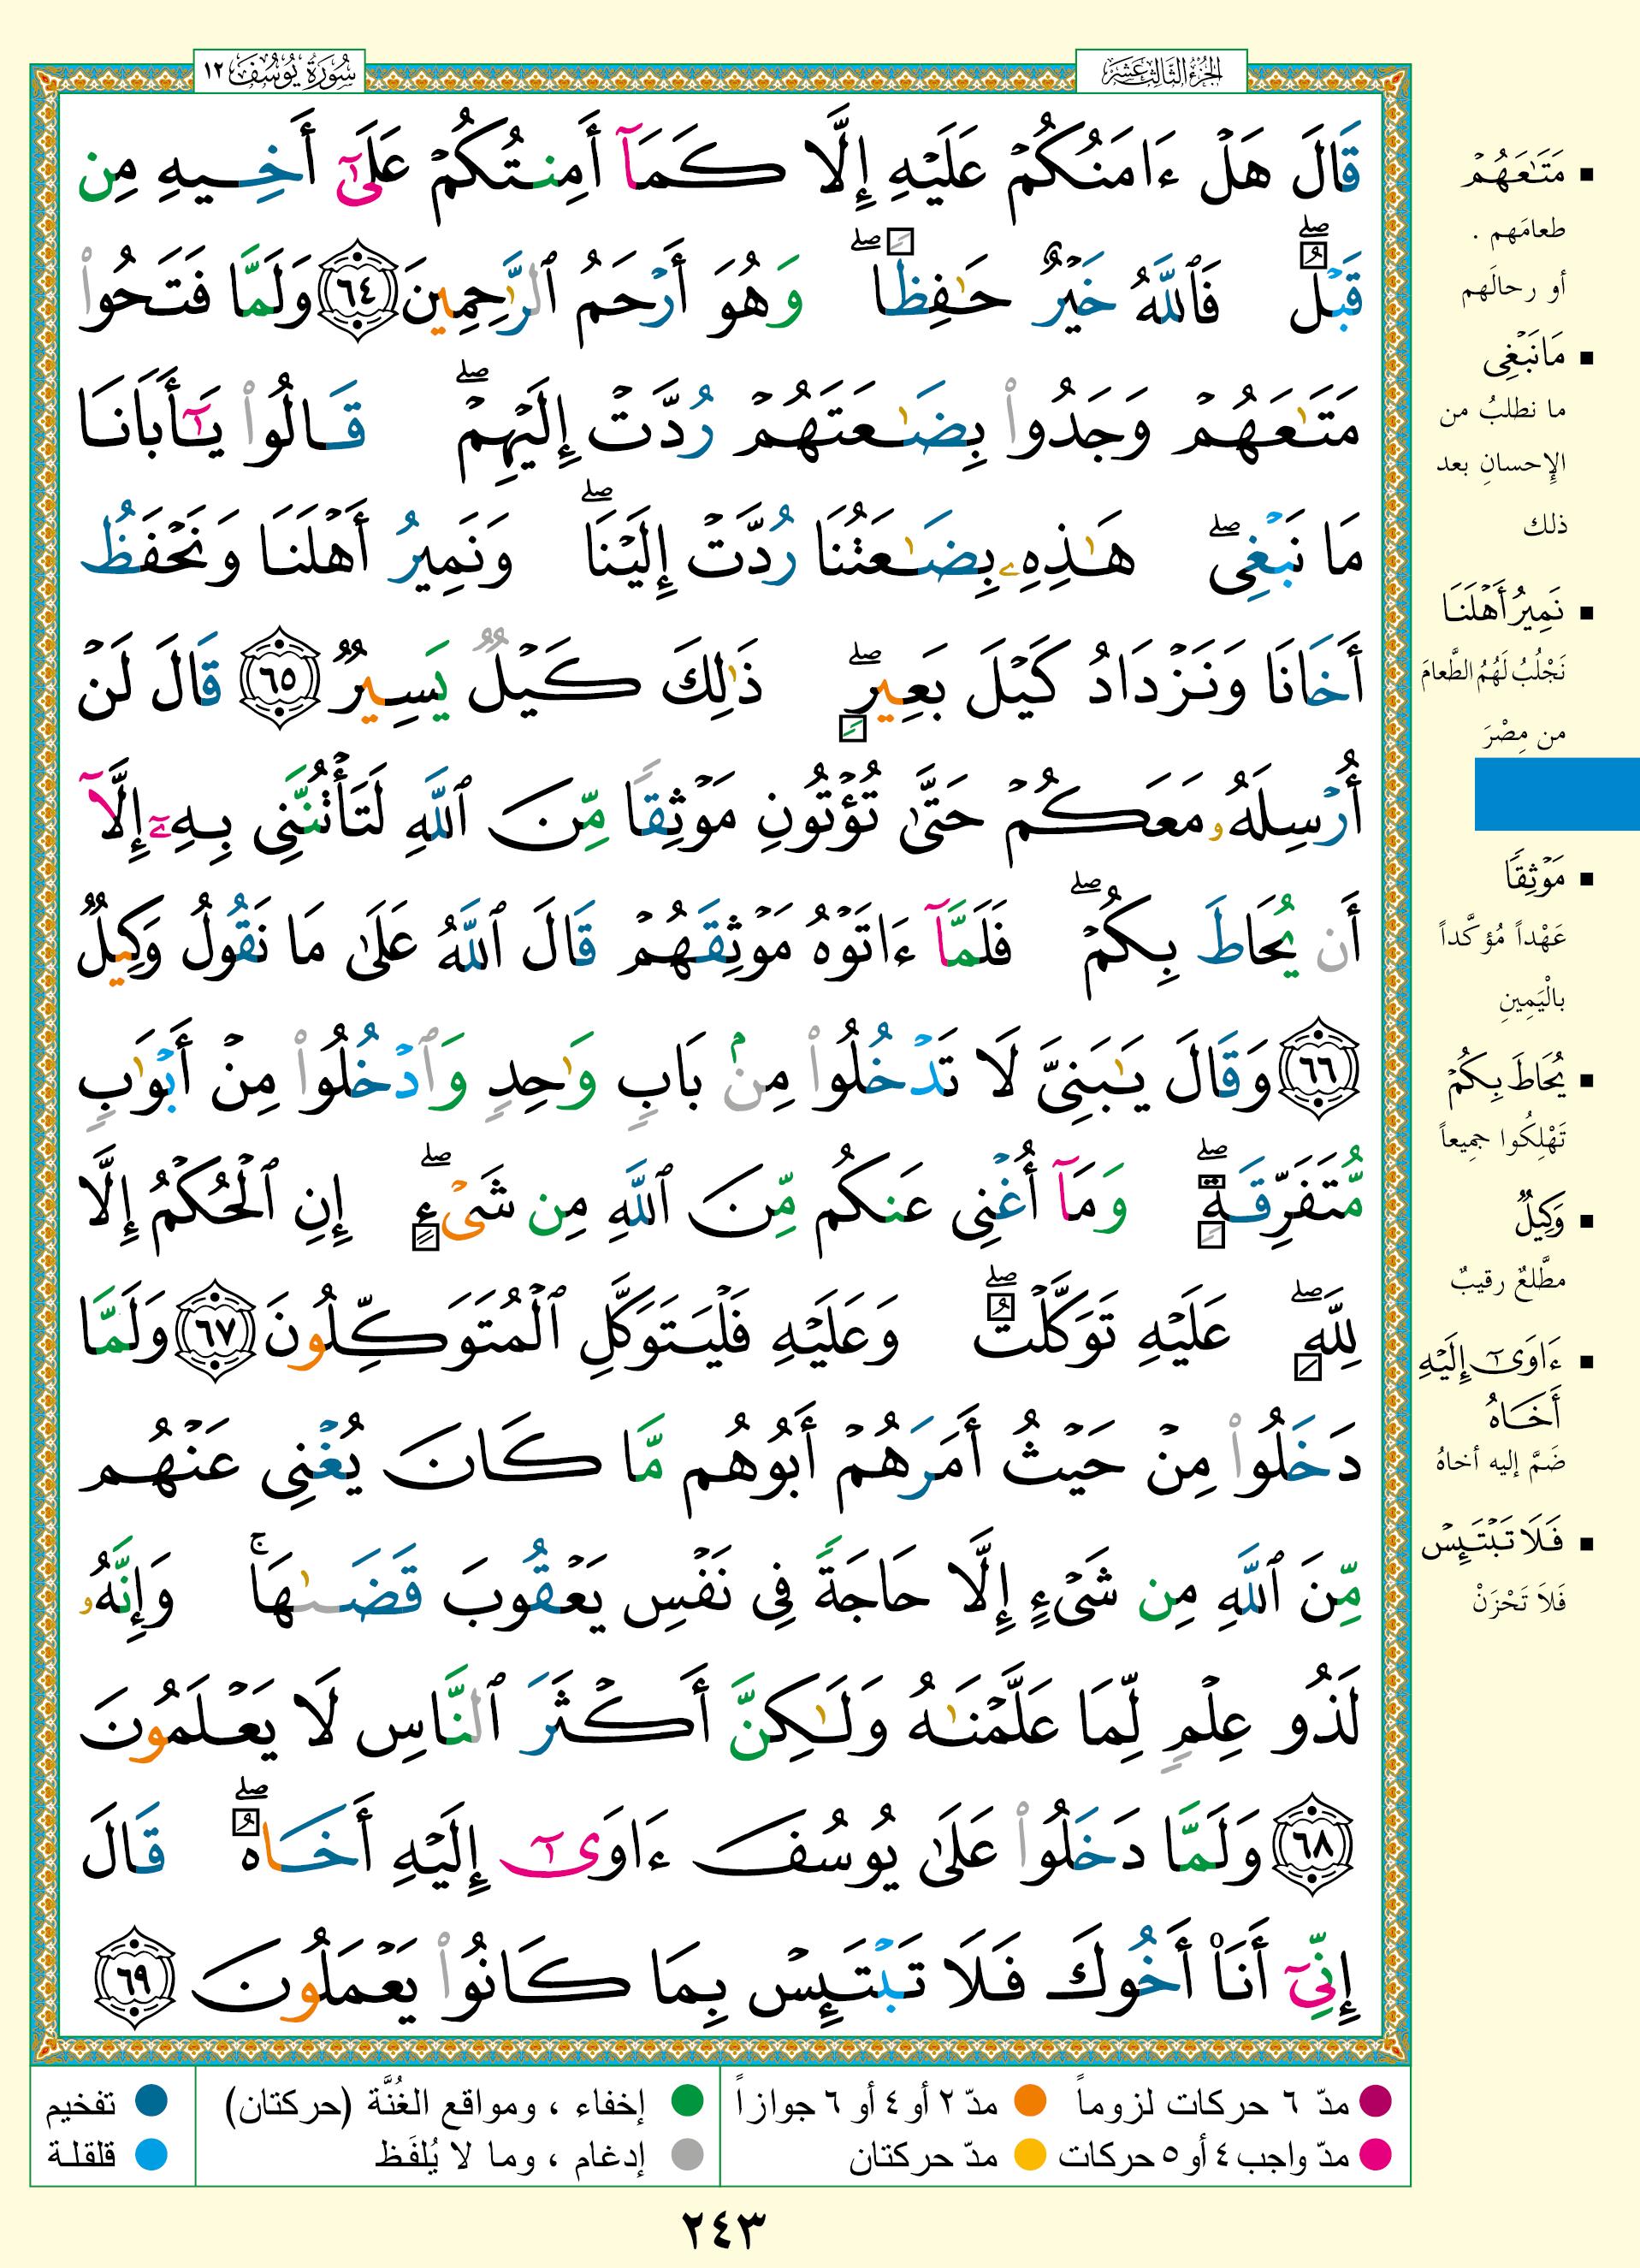 الجزء الثالث عشر
سُورَةُ يُوسُفَ ١٢
قَالَ هَلْ ءَامَنُكُمْ عَلَيْهِ إِلَّا كَمَآ أَمِنتُكُمْ عَلَىٰٓ أَخِيهِ مِن
قَبْلُ ۖ فَٱللَّهُ خَيْرٌ حَـٰفِظًا ۖ وَهُوَ أَرْحَمُ ٱلرَّٰحِمِينَ ٦٤ وَلَمَّا فَتَحُوا۟
مَتَـٰعَهُمْ وَجَدُوا۟ بِضَـٰعَتَهُمْ رُدَّتْ إِلَيْهِمْ ۖ قَالُوا۟ يَـٰٓأَبَانَا
مَا نَبْغِى ۖ هَـٰذِهِۦ بِضَـٰعَتُنَا رُدَّتْ إِلَيْنَا ۖ وَنَمِيرُ أَهْلَنَا وَنَحْفَظُ
أَخَانَا وَنَزْدَادُ كَيْلَ بَعِيرٍ ۖ ذَٰلِكَ كَيْلٌ يَسِيرٌ ٦٥ قَالَ لَنْ
أُرْسِلَهُۥ مَعَكُمْ حَتَّىٰ تُؤْتُونِ مَوْثِقًا مِّنَ ٱللَّهِ لَتَأْتُنَّنِى بِهِۦٓ إِلَّآ
أَن يُحَاطَ بِكُمْ ۖ فَلَمَّآ ءَاتَوْهُ مَوْثِقَهُمْ قَالَ ٱللَّهُ عَلَىٰ مَا نَقُولُ وَكِيلٌ
٦٦ وَقَالَ يَـٰبَنِىَّ لَا تَدْخُلُوا۟ مِنۢ بَابٍ وَٰحِدٍ وَٱدْخُلُوا۟ مِنْ أَبْوَٰبٍ
مُّتَفَرِّقَةٍ ۖ وَمَآ أُغْنِى عَنكُم مِّنَ ٱللَّهِ مِن شَىْءٍ ۖ إِنِ ٱلْحُكْمُ إِلَّا
لِلَّهِ ۖ عَلَيْهِ تَوَكَّلْتُ ۖ وَعَلَيْهِ فَلْيَتَوَكَّلِ ٱلْمُتَوَكِّلُونَ ٦٧ وَلَمَّا
دَخَلُوا۟ مِنْ حَيْثُ أَمَرَهُمْ أَبُوهُم مَّا كَانَ يُغْنِى عَنْهُم
مِّنَ ٱللَّهِ مِن شَىْءٍ إِلَّا حَاجَةً فِى نَفْسِ يَعْقُوبَ قَضَىٰهَا ۚ وَإِنَّهُۥ
لَذُو عِلْمٍ لِّمَا عَلَّمْنَـٰهُ وَلَـٰكِنَّ أَكْثَرَ ٱلنَّاسِ لَا يَعْلَمُونَ
٦٨ وَلَمَّا دَخَلُوا۟ عَلَىٰ يُوسُفَ ءَاوَىٰٓ إِلَيْهِ أَخَاهُ ۖ قَالَ
إِنِّىٓ أَنَا۠ أَخُوكَ فَلَا تَبْتَئِسْ بِمَا كَانُوا۟ يَعْمَلُونَ ٦٩
مَتَـٰعَهُمْ
طعامَهم .
أو رحالَهم
مَا نَبْغِى
ما نطلبُ من
الإحسانِ بعد
ذلك
نَمِيرُ أَهْلَنَا
نَجْلُبُ لَهُمُ الطَّعامَ
من مِصْرَ
مَوْثِقًا
عَهْداً مُؤكَّداً
بالْيَمِينِ
يُحَاطَ بِكُمْ
تَهْلِكُوا جميعاً
وَكِيلٌ
مطَّلعٌ رقيبٌ
ءَاوَىٰٓ إِلَيْهِ
أَخَاهُ
ضَمَّ إليه أخاهُ
فَلَا تَبْتَئِسْ
فَلاَ تَحْزَنْ
مدّ ٦ حركات لزوماً
مدّ ٢ أو ٤ أو ٦ جوازاً
إخفاء ، ومواقع الغُنَّة (حركتان)
تفخيم
مدّ واجب ٤ أو ٥ حركات
مدّ حركتان
إدغام ، وما لا يُلفَظ
قلقلة
٢٤٣